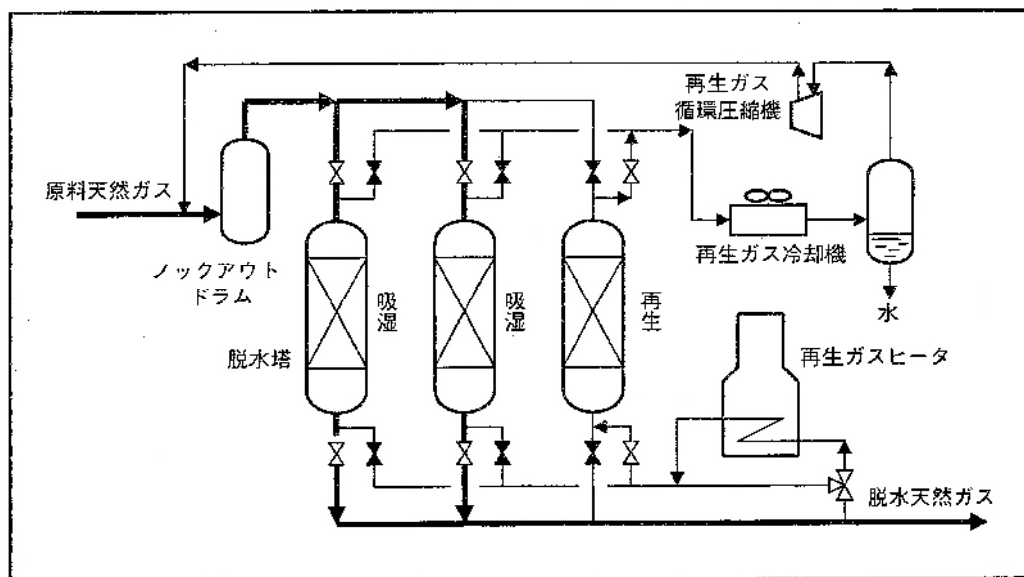 再生ガス
循環圧縮機
原料天然ガス
再生ガス冷却機
ノックアウト
ドラム
吸湿
吸湿
再生
水
脱水塔
再生ガスヒータ
脱水天然ガス